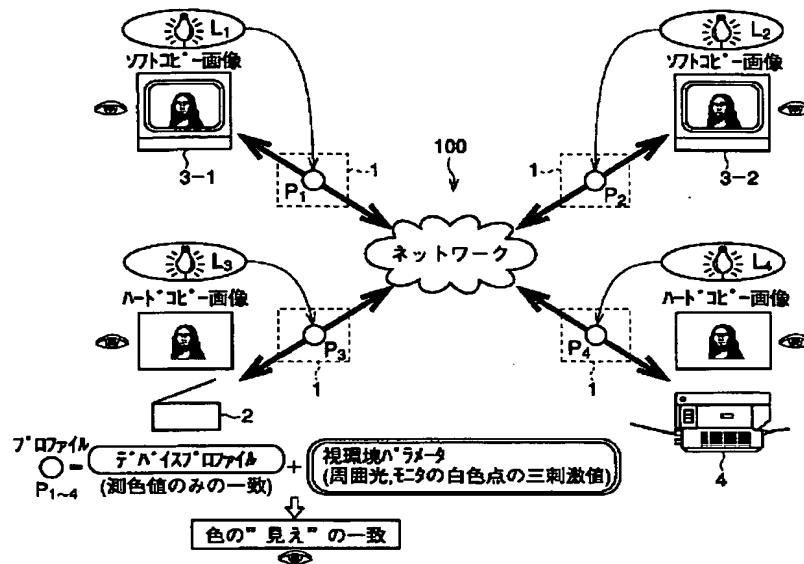 L₁
ソフトコピー画像
3-1
P₁
1
L₂
ソフトコピー画像
3-2
P₂
1
100
ネットワーク
L₃
ハードコピー画像
2
P₃
1
L₄
ハードコピー画像
4
P₄
1
プロファイル
P₁~₄
=
デバイスプロファイル
(測色値のみの一致)
+
視環境パラメータ
(周囲光,モニタの白色点の三刺激値)
色の"見え"の一致